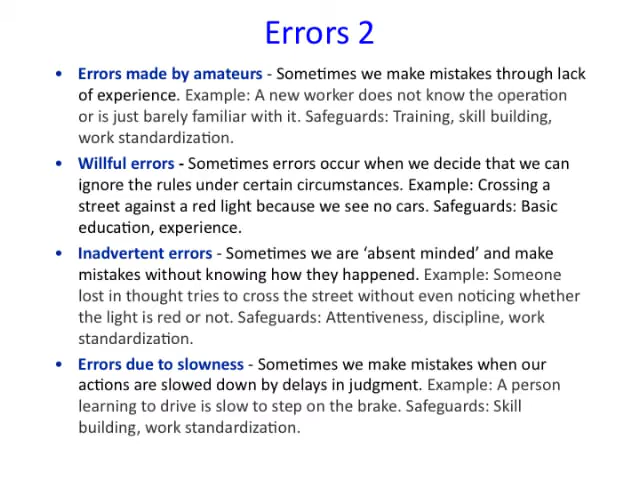 Errors 2
• Errors made by amateurs - Sometimes we make mistakes through lack
of experience. Example: A new worker does not know the operation
or is just barely familiar with it. Safeguards: Training, skill building,
work standardization.
• Willful errors - Sometimes errors occur when we decide that we can
ignore the rules under certain circumstances. Example: Crossing a
street against a red light because we see no cars. Safeguards: Basic
education, experience.
• Inadvertent errors - Sometimes we are ‘absent minded’ and make
mistakes without knowing how they happened. Example: Someone
lost in thought tries to cross the street without even noticing whether
the light is red or not. Safeguards: Attentiveness, discipline, work
standardization.
• Errors due to slowness - Sometimes we make mistakes when our
actions are slowed down by delays in judgment. Example: A person
learning to drive is slow to step on the brake. Safeguards: Skill
building, work standardization.